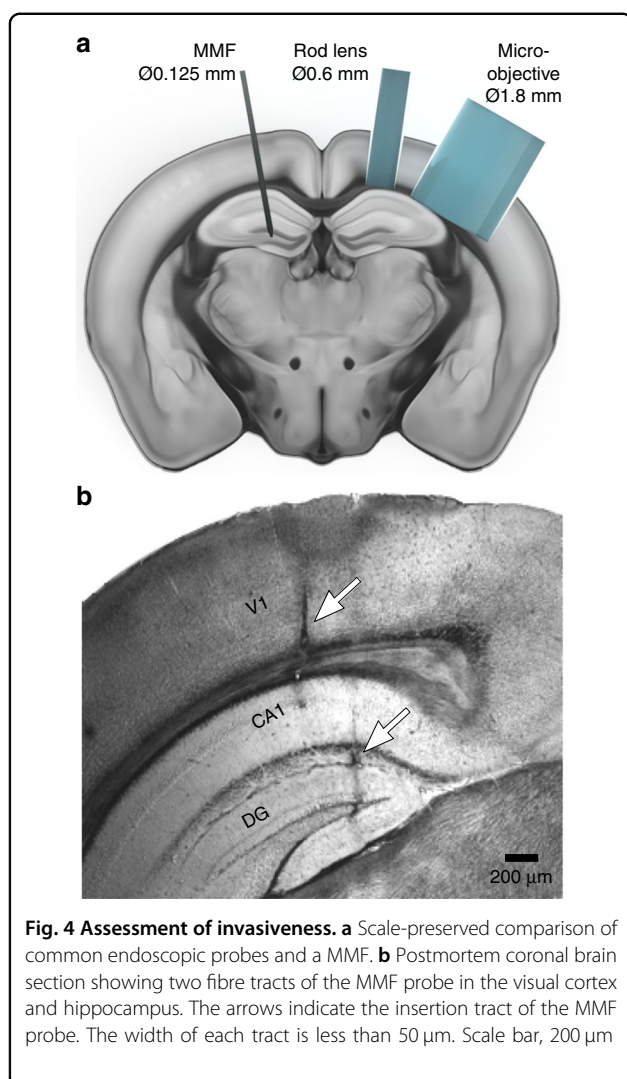 a
MMF
Ø0.125 mm
Rod lens
Ø0.6 mm
Micro-
objective
Ø1.8 mm
b
V1
CA1
DG
200 μm
Fig. 4 Assessment of invasiveness. a Scale-preserved comparison of
common endoscopic probes and a MMF. b Postmortem coronal brain
section showing two fibre tracts of the MMF probe in the visual cortex
and hippocampus. The arrows indicate the insertion tract of the MMF
probe. The width of each tract is less than 50 μm. Scale bar, 200 μm